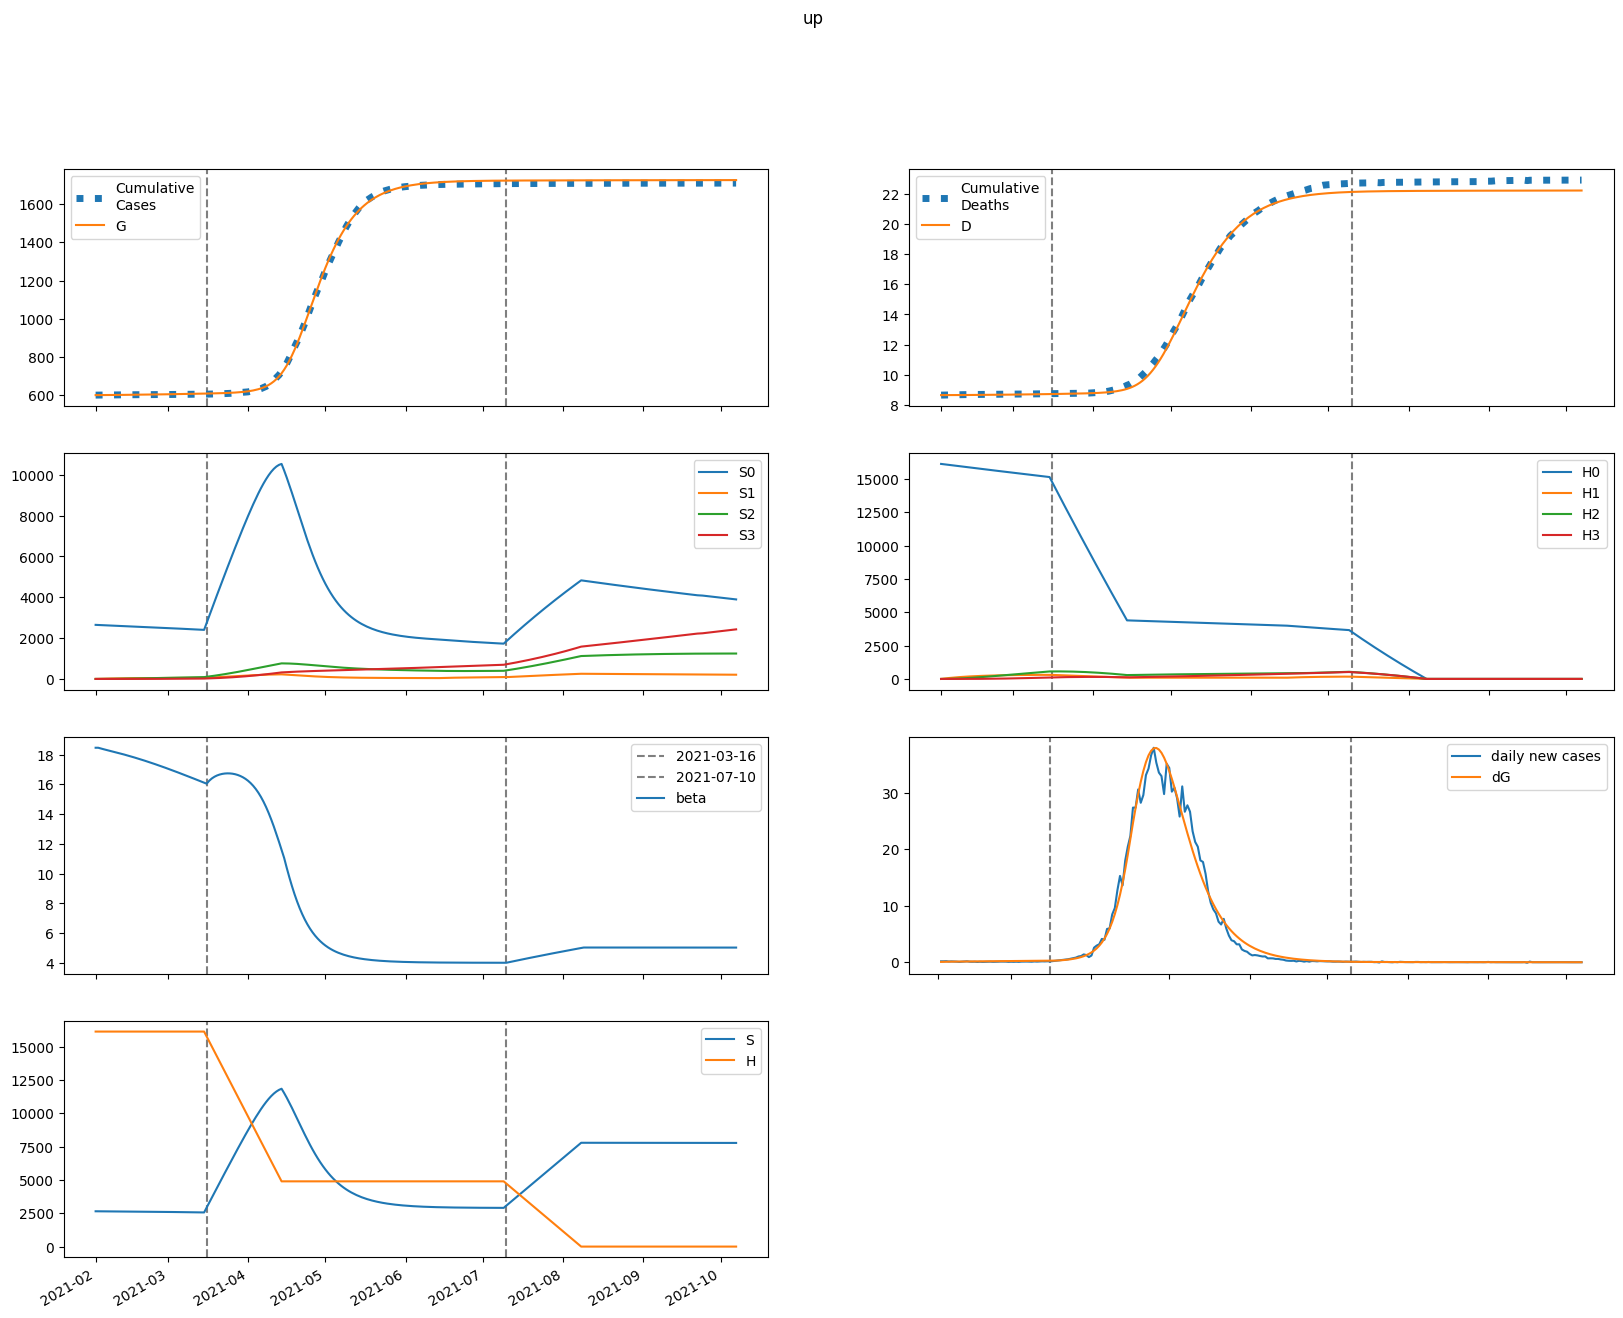 up
Cumulative
Cases
G
1600
1400
1200
1000
800
600
Cumulative
Deaths
D
22
20
18
16
14
12
10
8
S0
S1
S2
S3
10000
8000
6000
4000
2000
0
H0
H1
H2
H3
15000
12500
10000
7500
5000
2500
0
2021-03-16
2021-07-10
beta
18
16
14
12
10
8
6
4
daily new cases
dG
30
20
10
0
S
H
15000
12500
10000
7500
5000
2500
0
2021-02
2021-03
2021-04
2021-05
2021-06
2021-07
2021-08
2021-09
2021-10